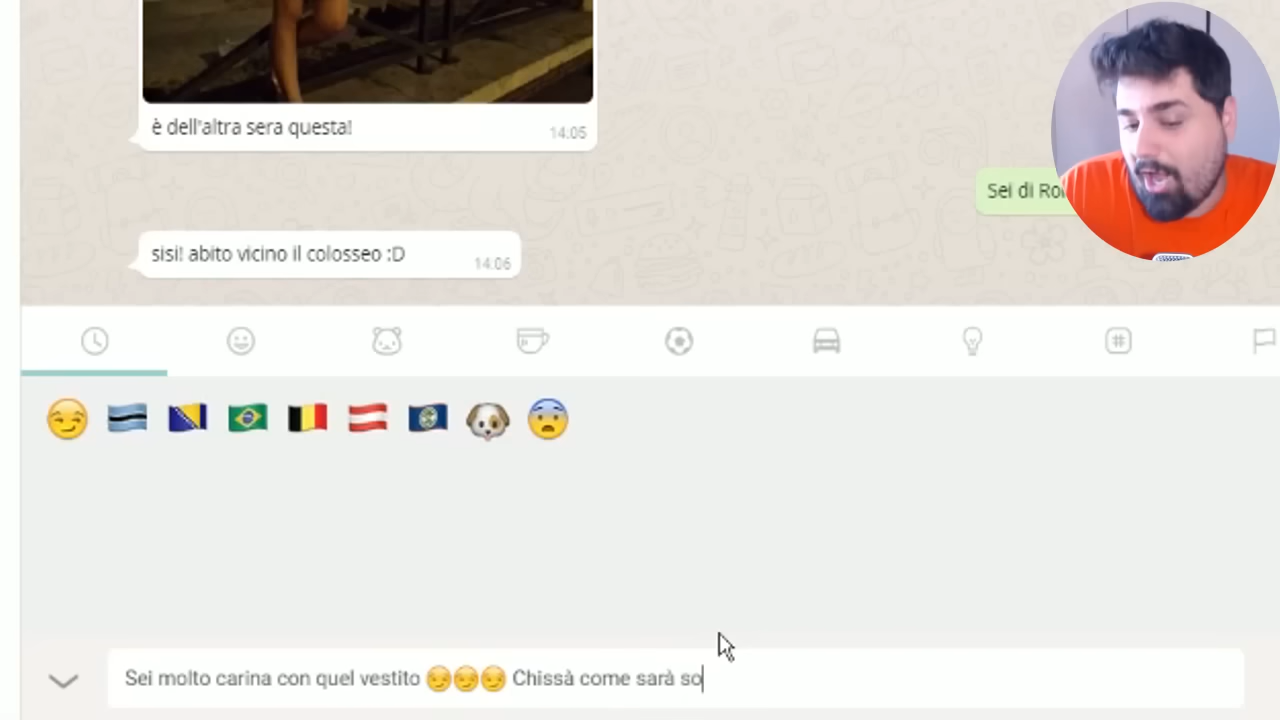 è dell'altra sera questa!
14:05
Sei di
sisi! abito vicino il colosseo :D
14:06
Sei molto carina con quel vestito 😏😏😏 Chissà come sarà so